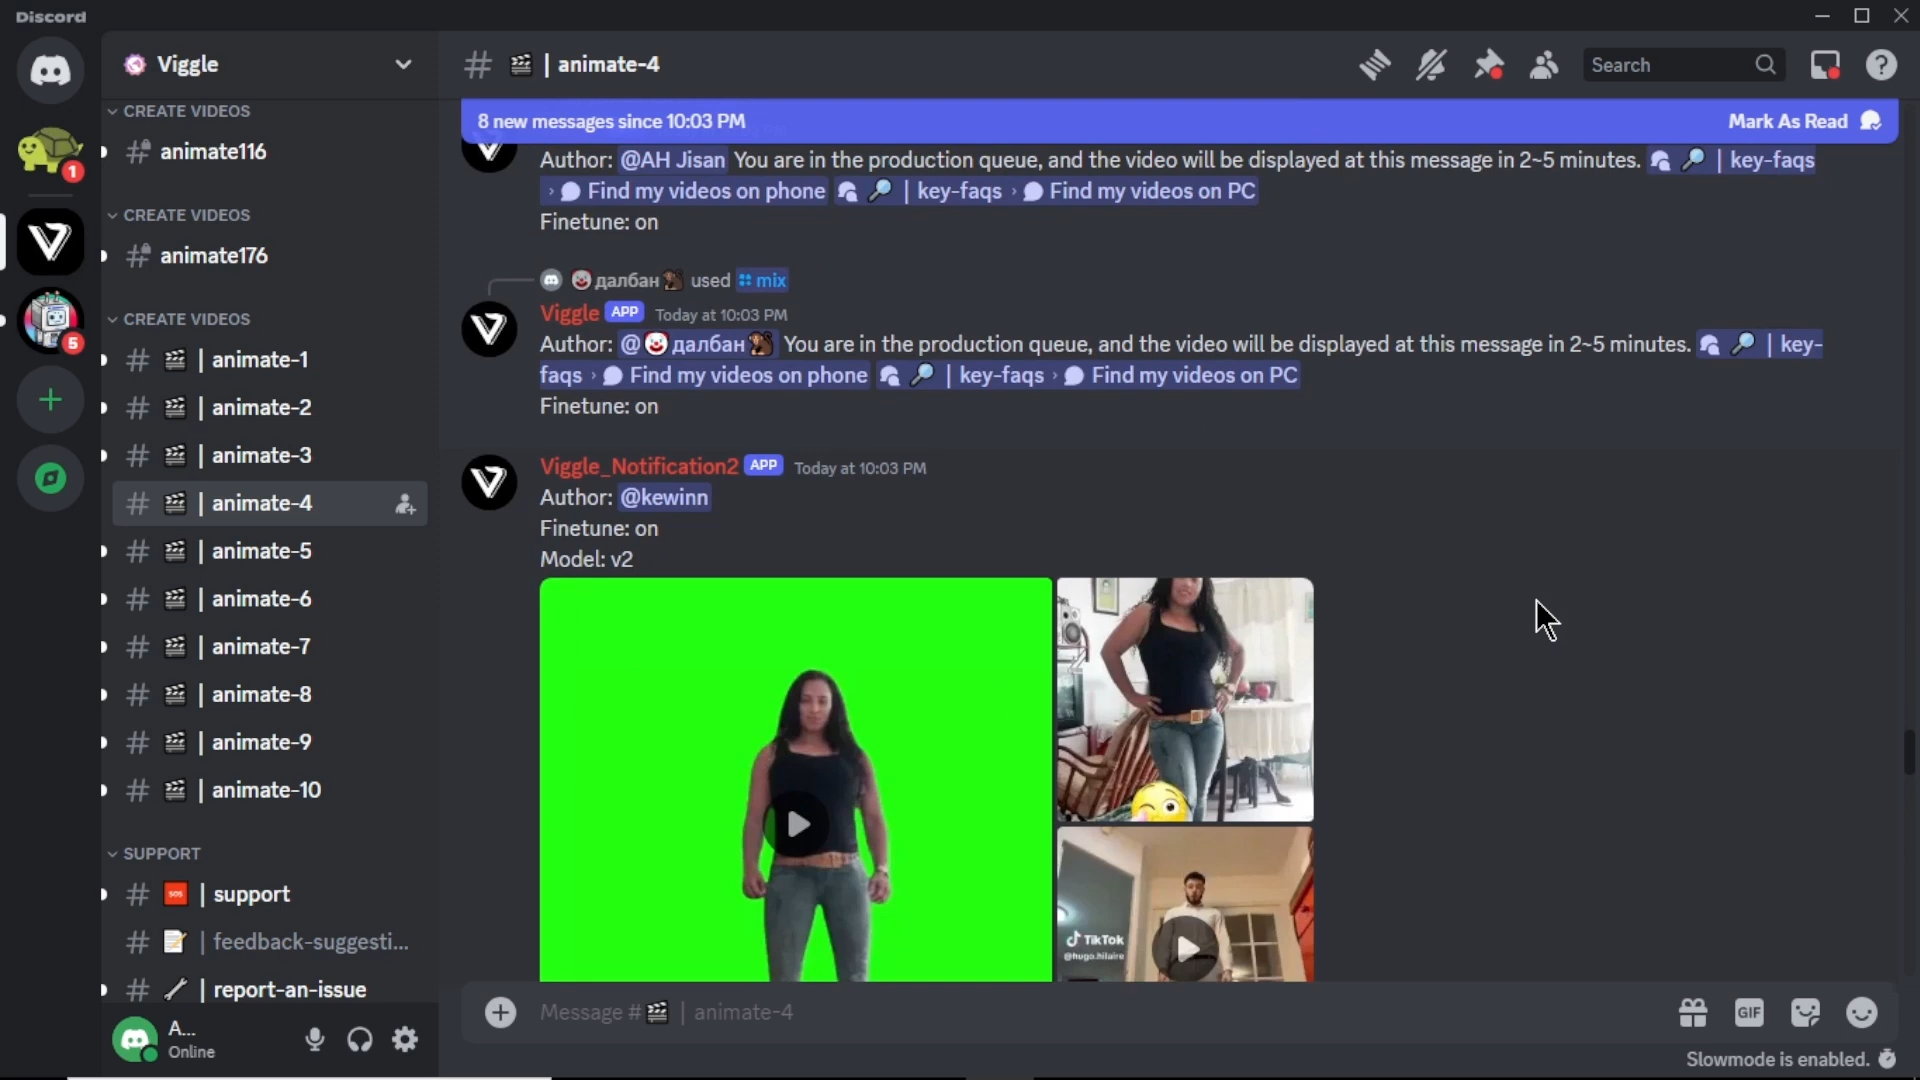 Discord
Viggle
CREATE VIDEOS
animate116
CREATE VIDEOS
animate176
CREATE VIDEOS
| animate-1
| animate-2
| animate-3
| animate-4
| animate-5
| animate-6
| animate-7
| animate-8
| animate-9
| animate-10
SUPPORT
SOS | support
| feedback-suggesti...
| report-an-issue
A...
Online
1
5
# | animate-4
Search
8 new messages since 10:03 PM
Mark As Read
Author: @AH Jisan You are in the production queue, and the video will be displayed at this message in 2~5 minutes. | key-faqs
› Find my videos on phone | key-faqs › Find my videos on PC
Finetune: on
далбан used mix
Viggle APP Today at 10:03 PM
Author: @далбан You are in the production queue, and the video will be displayed at this message in 2~5 minutes. | key-
faqs › Find my videos on phone | key-faqs › Find my videos on PC
Finetune: on
Viggle_Notification2 APP Today at 10:03 PM
Author: @kewinn
Finetune: on
Model: v2
TikTok
@hugo.hilaire
Message # | animate-4
GIF
Slowmode is enabled.